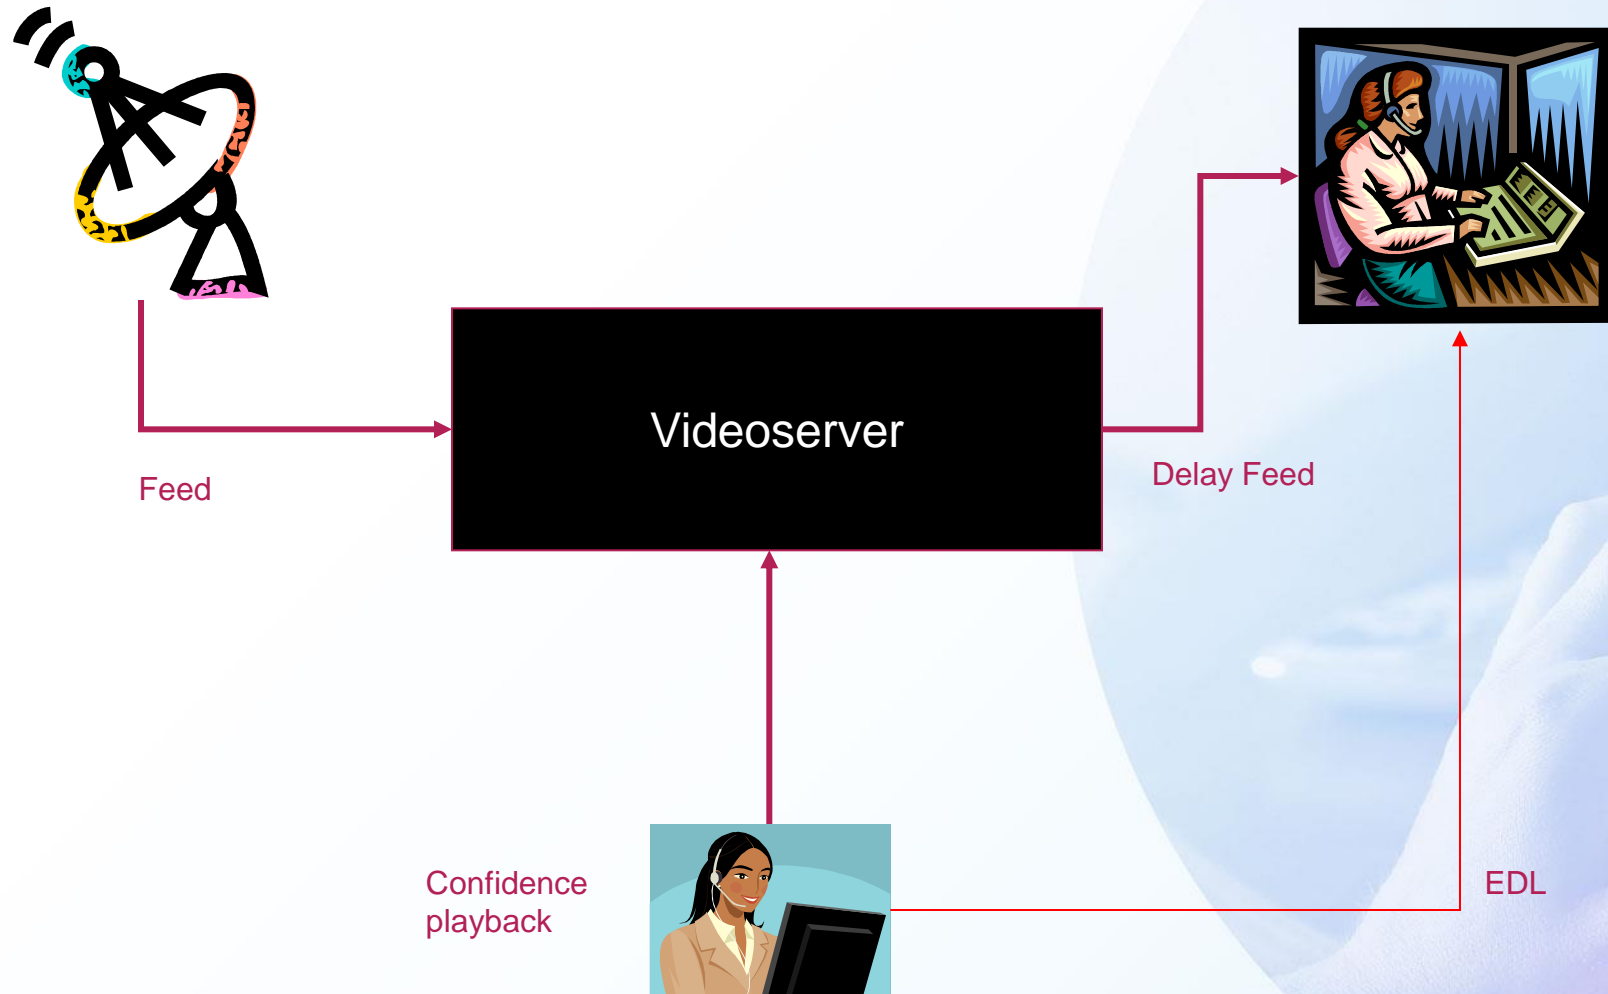 Videoserver
Feed
Delay Feed
Confidence
playback
EDL